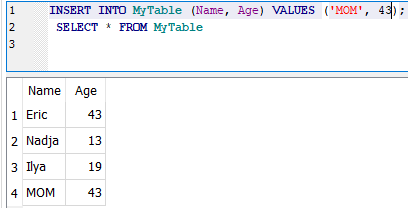 1 INSERT INTO MyTable (Name, Age) VALUES ('MOM', 43);
2 SELECT * FROM MyTable
3
Name Age
1 Eric 43
2 Nadja 13
3 Ilya 19
4 MOM 43